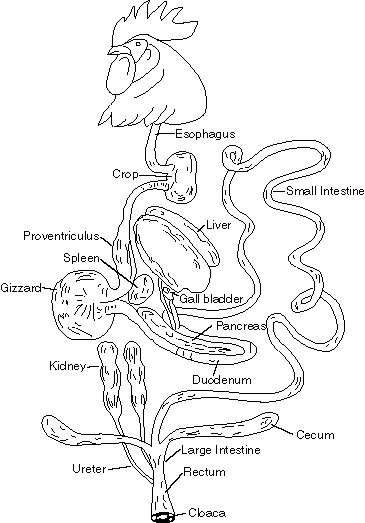 Esophagus
Crop
Small Intestine
Liver
Proventriculus
Spleen
Gizzard
Gall bladder
Pancreas
Kidney
Duodenum
Cecum
Large Intestine
Ureter
Rectum
Cloaca